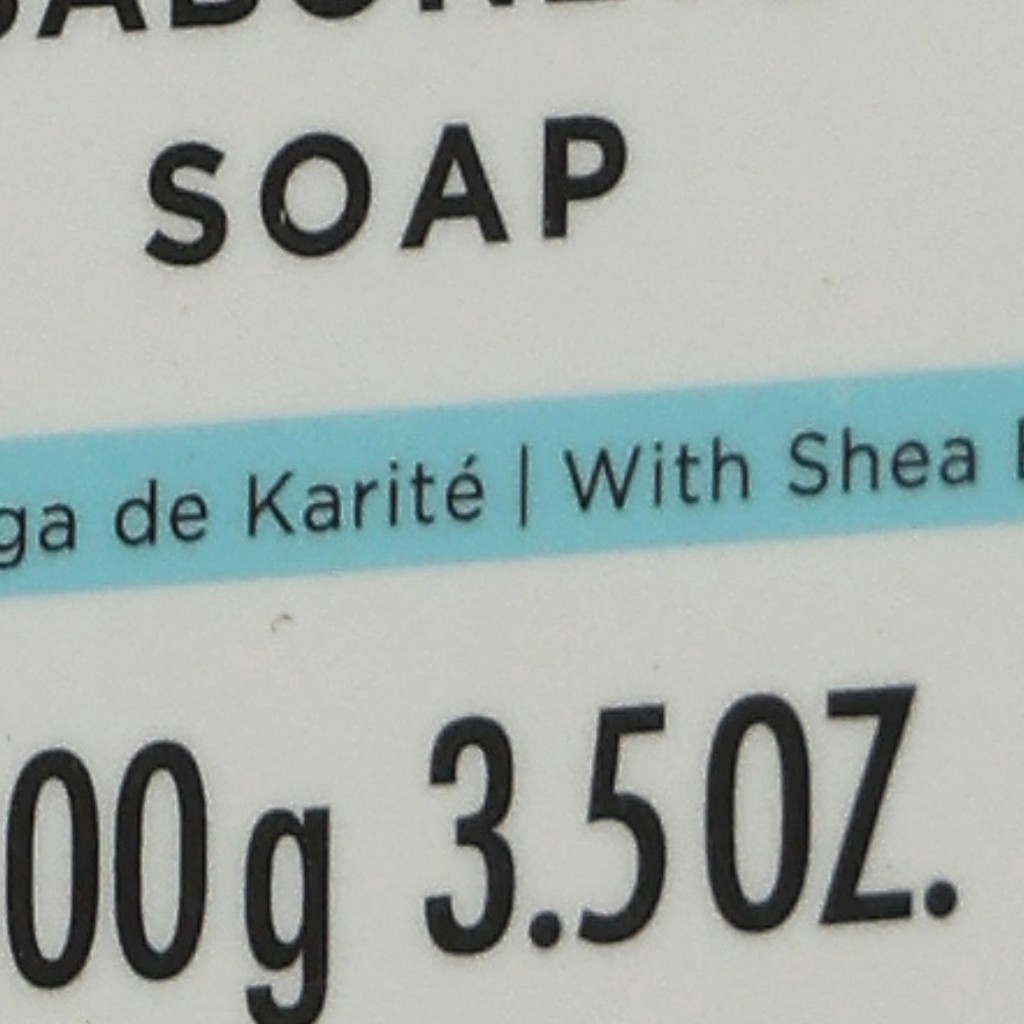 SOAP
ga de Karité | With Shea
00g 3.5OZ.